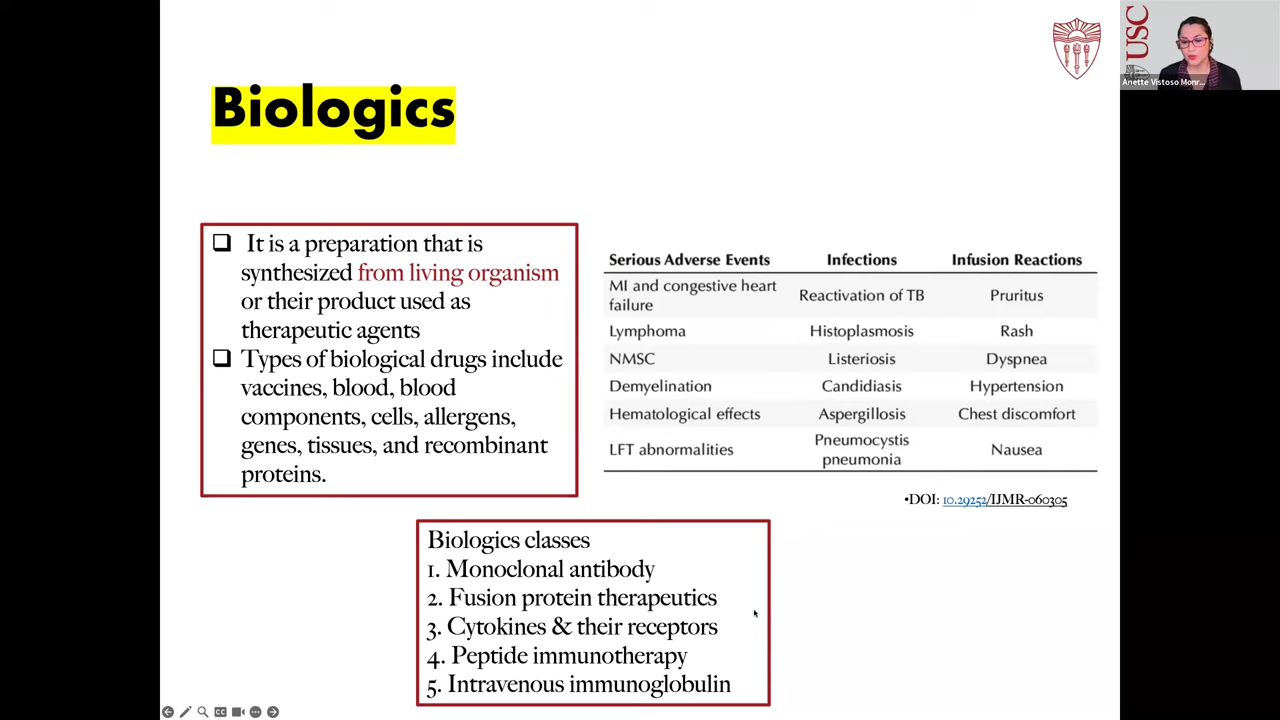 USC
Anette Vistoso Monr...
Biologics
It is a preparation that is
synthesized from living organism
or their product used as
therapeutic agents
Types of biological drugs include
vaccines, blood, blood
components, cells, allergens,
genes, tissues, and recombinant
proteins.
Serious Adverse Events Infections Infusion Reactions
MI and congestive heart
failure
Reactivation of TB Pruritus
Lymphoma Histoplasmosis Rash
NMSC Listeriosis Dyspnea
Demyelination Candidiasis Hypertension
Hematological effects Aspergillosis Chest discomfort
LFT abnormalities
Pneumocystis
pneumonia
Nausea
•DOI: 10.29252/IJMR-060305
Biologics classes
1. Monoclonal antibody
2. Fusion protein therapeutics
3. Cytokines & their receptors
4. Peptide immunotherapy
5. Intravenous immunoglobulin